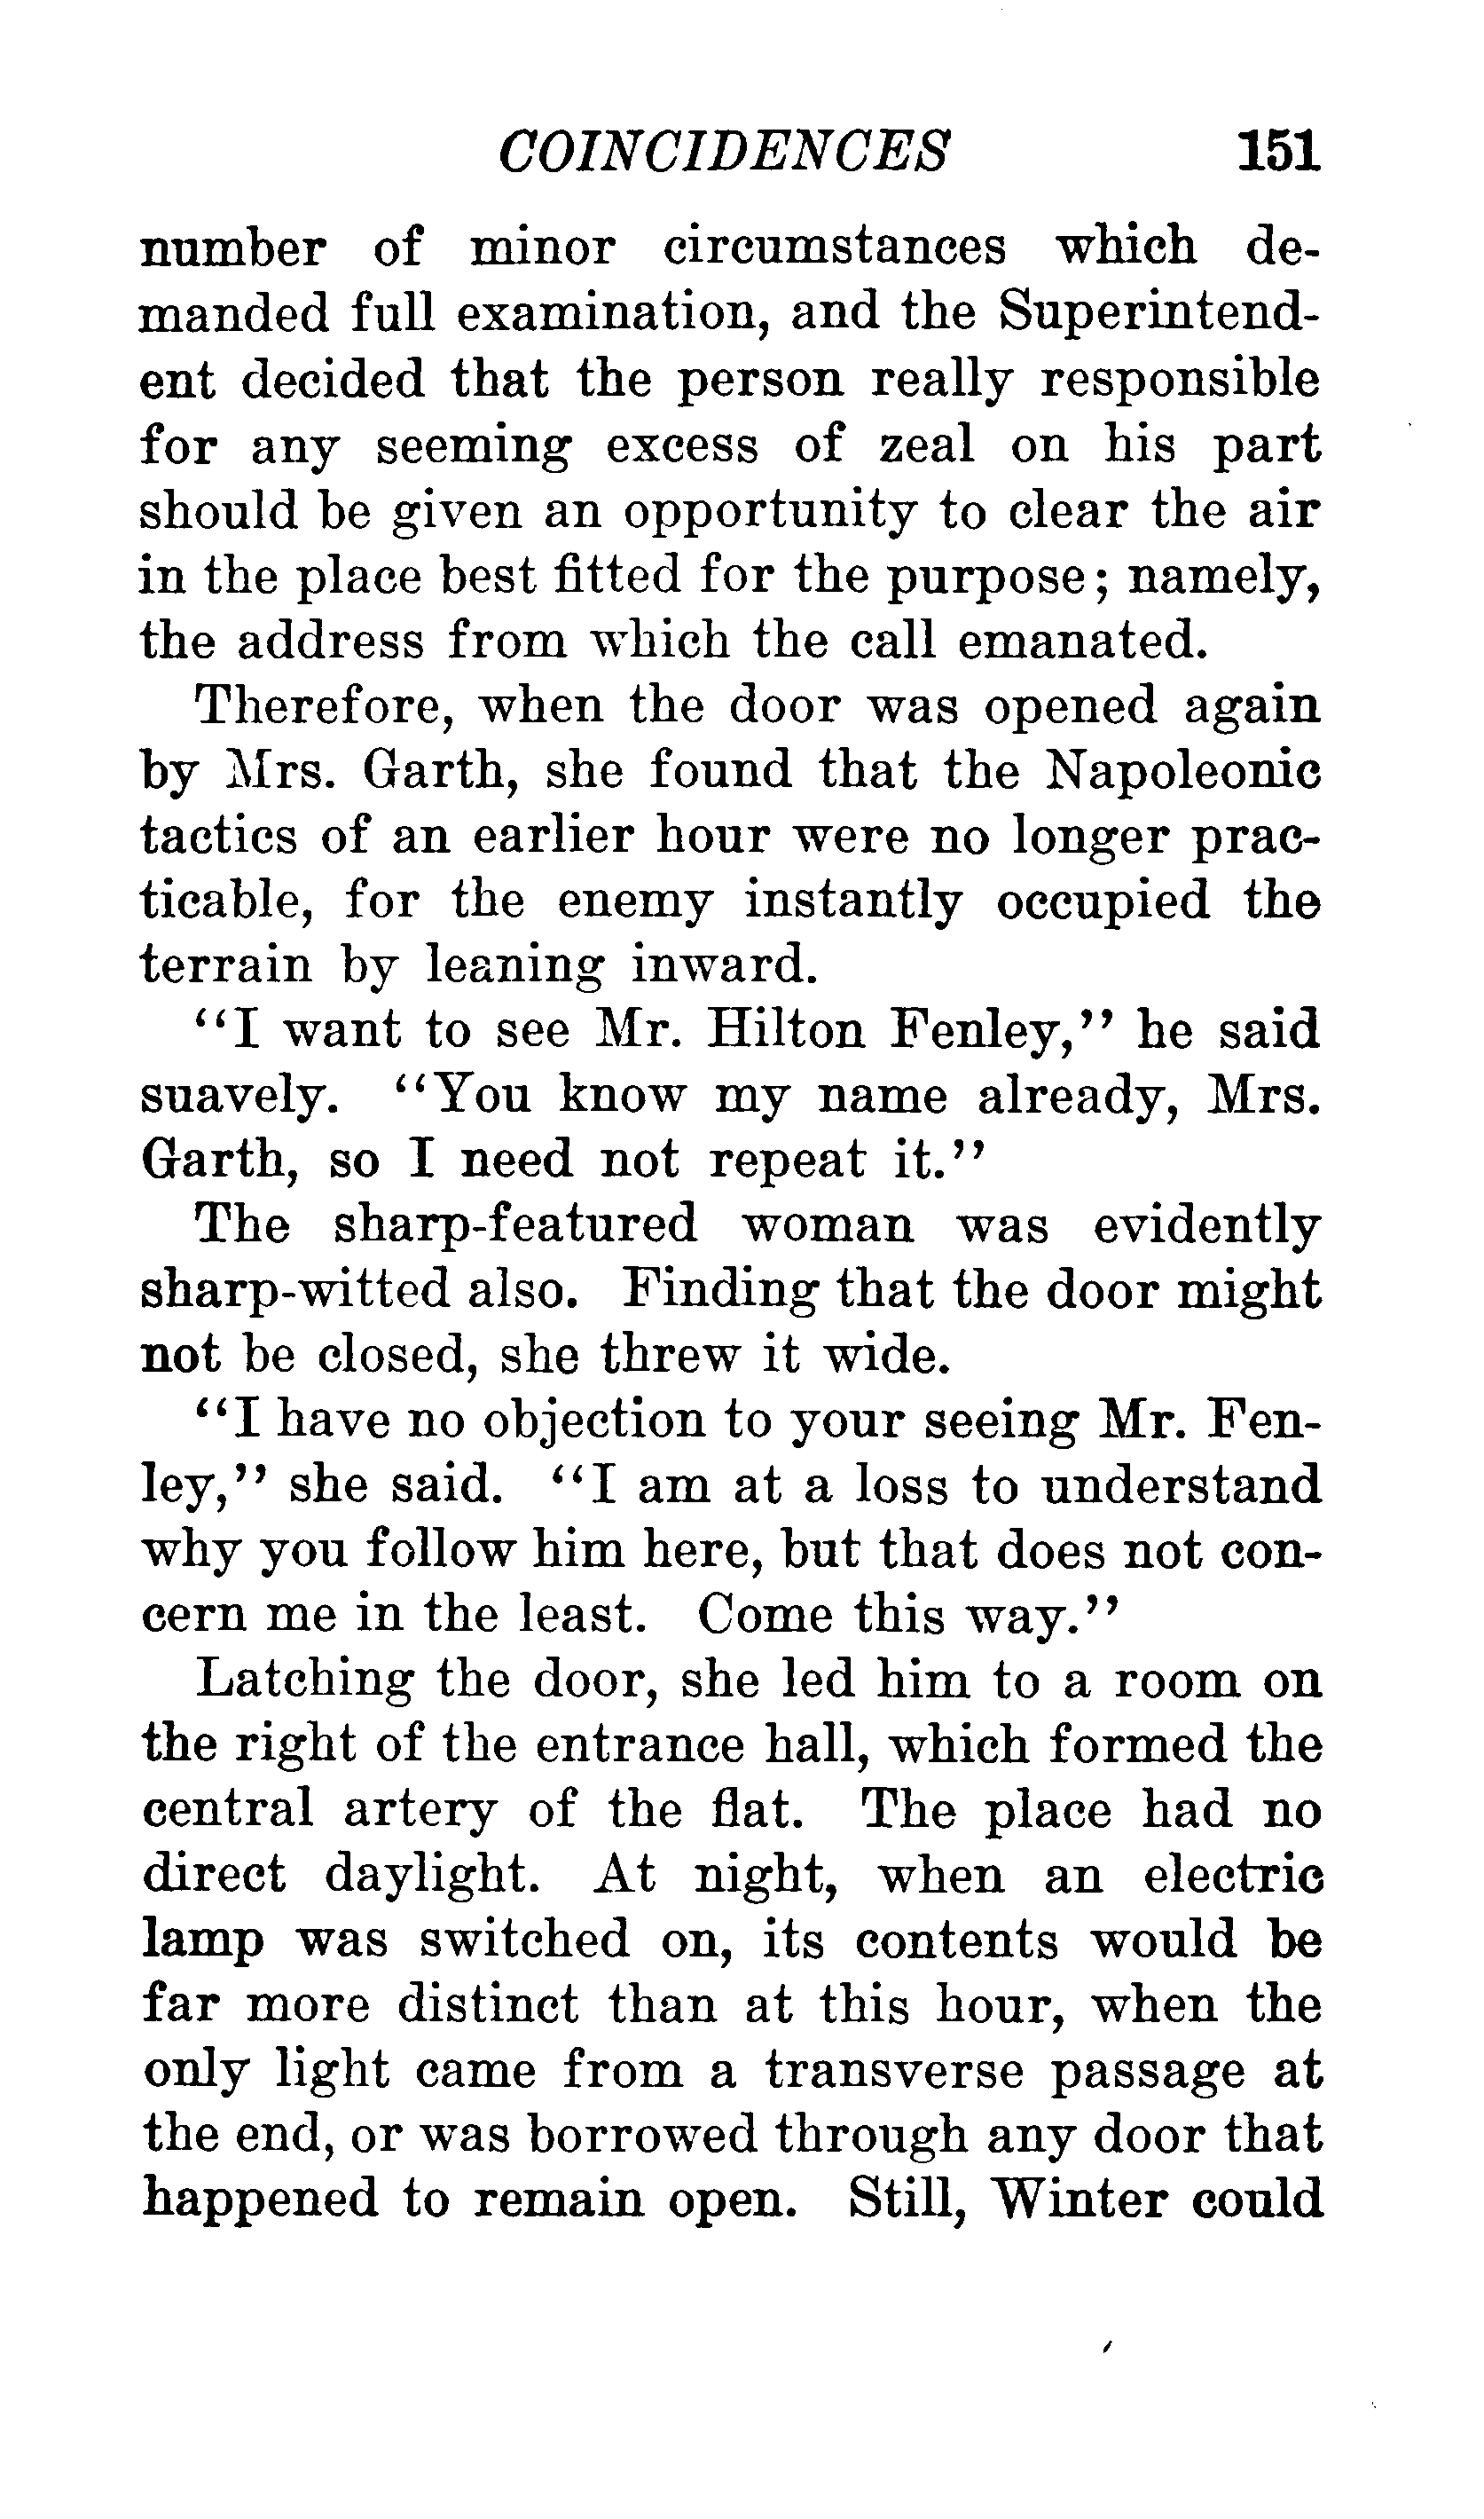 COINCIDENCES 151
number of minor circumstances which de-
manded full examination, and the Superintend-
ent decided that the person really responsible
for any seeming excess of zeal on his part
should be given an opportunity to clear the air
in the place best fitted for the purpose; namely,
the address from which the call emanated.
Therefore, when the door was opened again
by Mrs. Garth, she found that the Napoleonic
tactics of an earlier hour were no longer prac-
ticable, for the enemy instantly occupied the
terrain by leaning inward.
"I want to see Mr. Hilton Fenley," he said
suavely. "You know my name already, Mrs.
Garth, so I need not repeat it."
The sharp-featured woman was evidently
sharp-witted also. Finding that the door might
not be closed, she threw it wide.
"I have no objection to your seeing Mr. Fen-
ley," she said. "I am at a loss to understand
why you follow him here, but that does not con-
cern me in the least. Come this way."
Latching the door, she led him to a room on
the right of the entrance hall, which formed the
central artery of the flat. The place had no
direct daylight. At night, when an electric
lamp was switched on, its contents would be
far more distinct than at this hour, when the
only light came from a transverse passage at
the end, or was borrowed through any door that
happened to remain open. Still, Winter could